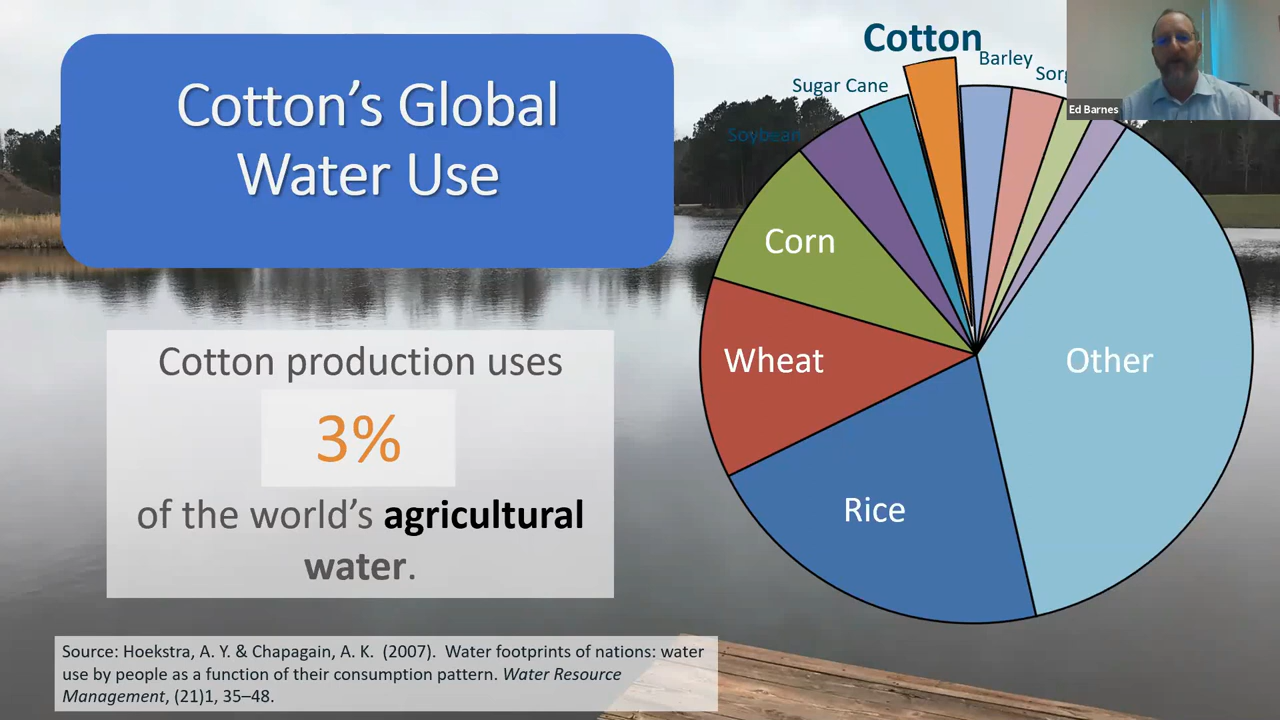 Cotton's Global
Water Use
Cotton production uses
3%
of the world's agricultural
water.
Source: Hoekstra, A. Y. & Chapagain, A. K. (2007). Water footprints of nations: water
use by people as a function of their consumption pattern. Water Resource
Management, (21)1, 35–48.
Cotton
Barley
Sugar Cane
Soybean
Corn
Wheat
Rice
Other
Ed Barnes